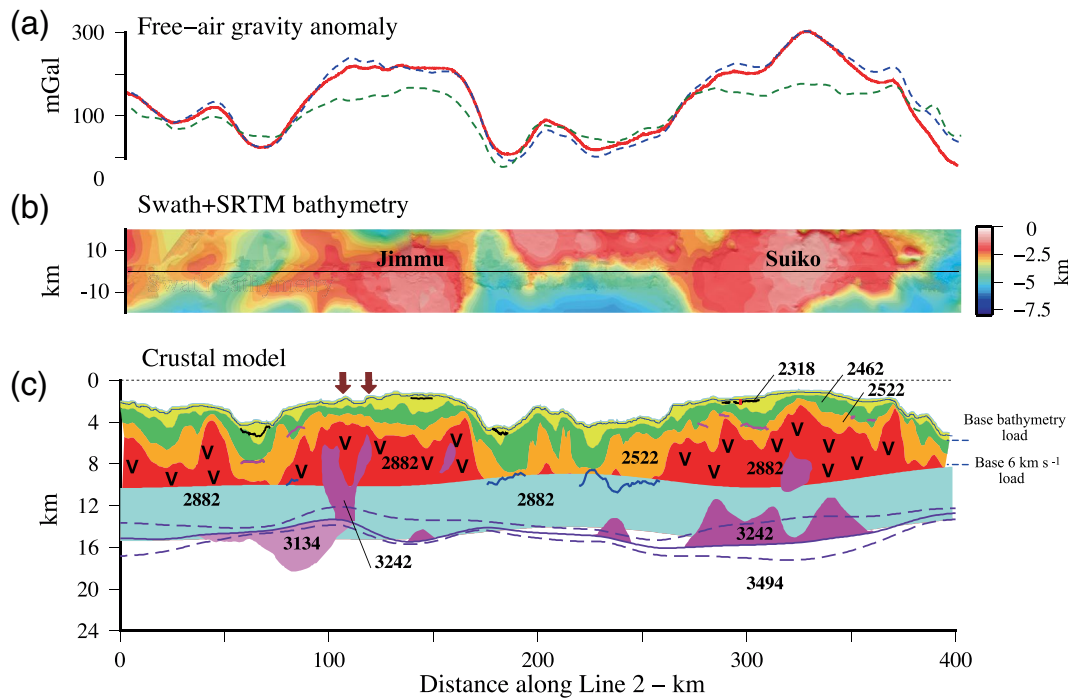 (a)
Free−air gravity anomaly
300
100
0
mGal
(b)
Swath+SRTM bathymetry
10
-10
km
Jimmu
Suiko
0
−2.5
−5
−7.5
km
(c)
Crustal model
2318
2462
2522
0
4
8
12
16
20
24
km
V V V V V V V V V V V V V V V V V
2882
2522
2882
2882
2882
3134
3242
3242
3494
Base bathymetry
load
Base 6 km s⁻¹
load
0 100 200 300 400
Distance along Line 2 − km